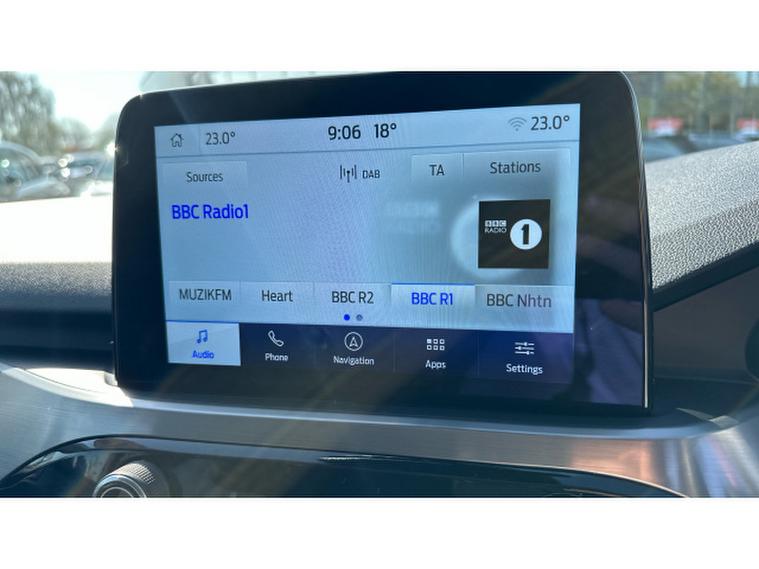 23.0° 9:06 18° 23.0°
Sources DAB TA Stations
BBC Radio1
BBC
RADIO 1
MUZIKFM Heart BBC R2 BBC R1 BBC Nhtn
Audio Phone Navigation Apps Settings